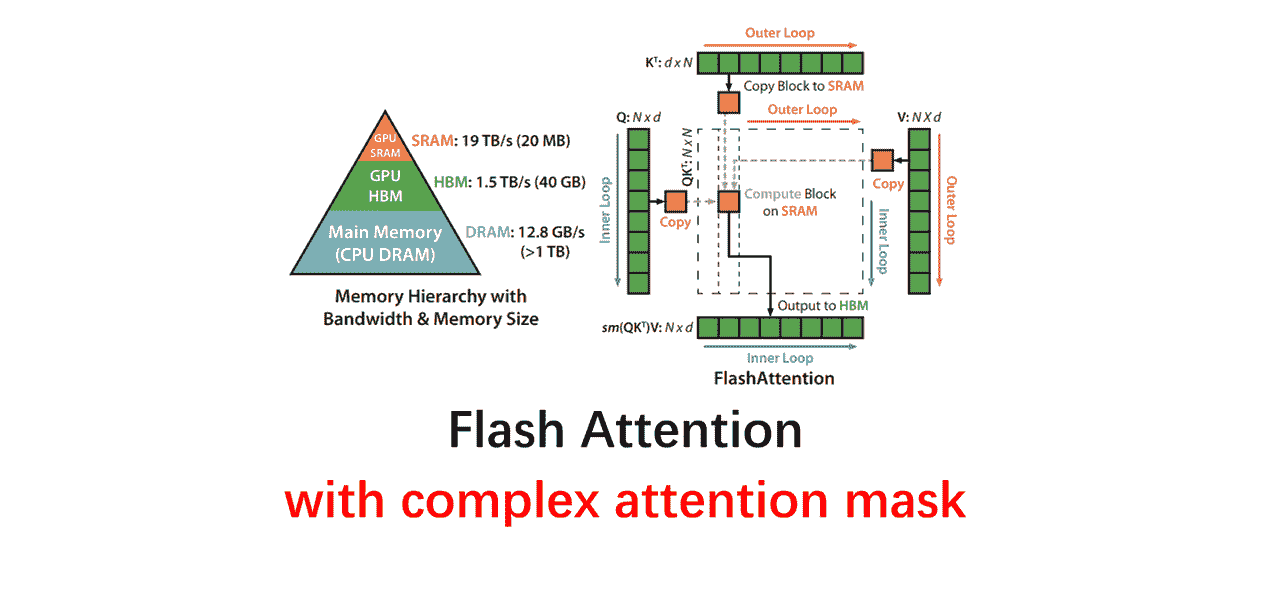 GPU
SRAM
GPU
HBM
Main Memory
(CPU DRAM)
SRAM: 19 TB/s (20 MB)
HBM: 1.5 TB/s (40 GB)
DRAM: 12.8 GB/s
(>1 TB)
Memory Hierarchy with
Bandwidth & Memory Size
Outer Loop
Kᵀ: d x N
Copy Block to SRAM
Outer Loop
Q: N x d
V: N X d
QKᵀ: N x N
Inner Loop
Copy
Compute Block
on SRAM
Copy
Inner Loop
Outer Loop
Output to HBM
sm(QKᵀ)V: N x d
Inner Loop
FlashAttention
Flash Attention
with complex attention mask